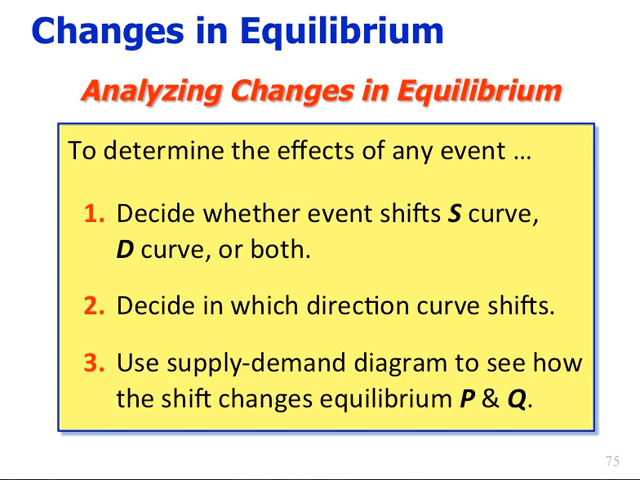 Changes in Equilibrium
Analyzing Changes in Equilibrium
To determine the effects of any event …
1. Decide whether event shifts S curve,
D curve, or both.
2. Decide in which direction curve shifts.
3. Use supply-demand diagram to see how
the shift changes equilibrium P & Q.
75